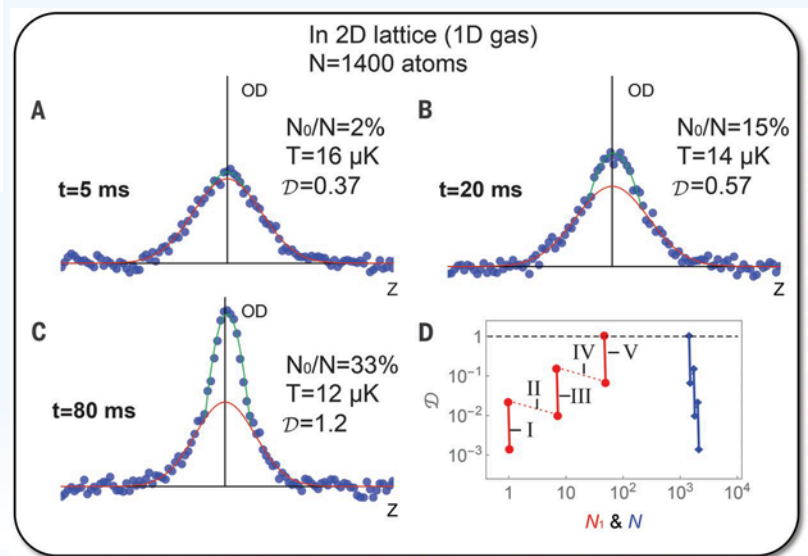 In 2D lattice (1D gas)
N=1400 atoms
A
OD
N₀/N=2%
T=16 µK
𝒟=0.37
t=5 ms
Z
B
OD
N₀/N=15%
T=14 µK
𝒟=0.57
t=20 ms
Z
C
OD
N₀/N=33%
T=12 µK
𝒟=1.2
t=80 ms
Z
D
1
10⁻¹
10⁻²
10⁻³
𝒟
I
II
III
IV
V
1 10 10² 10³ 10⁴
N₁ & N